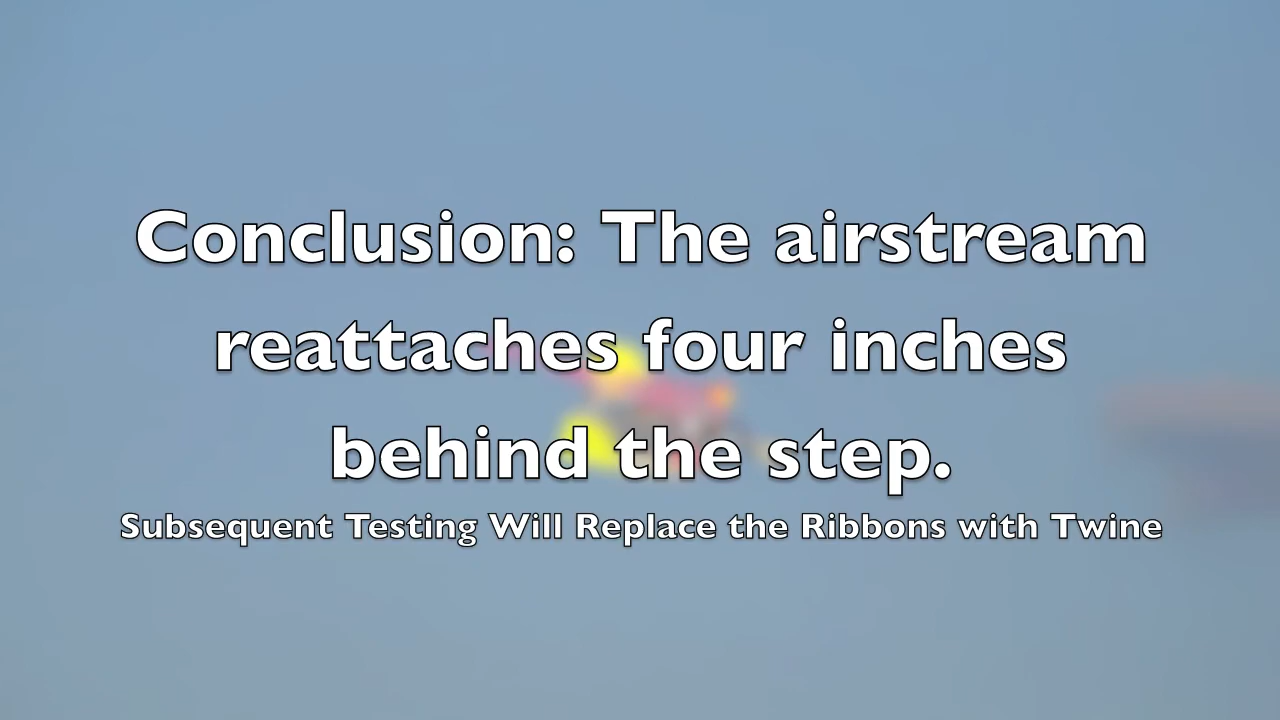 Conclusion: The airstream
reattaches four inches
behind the step.
Subsequent Testing Will Replace the Ribbons with Twine